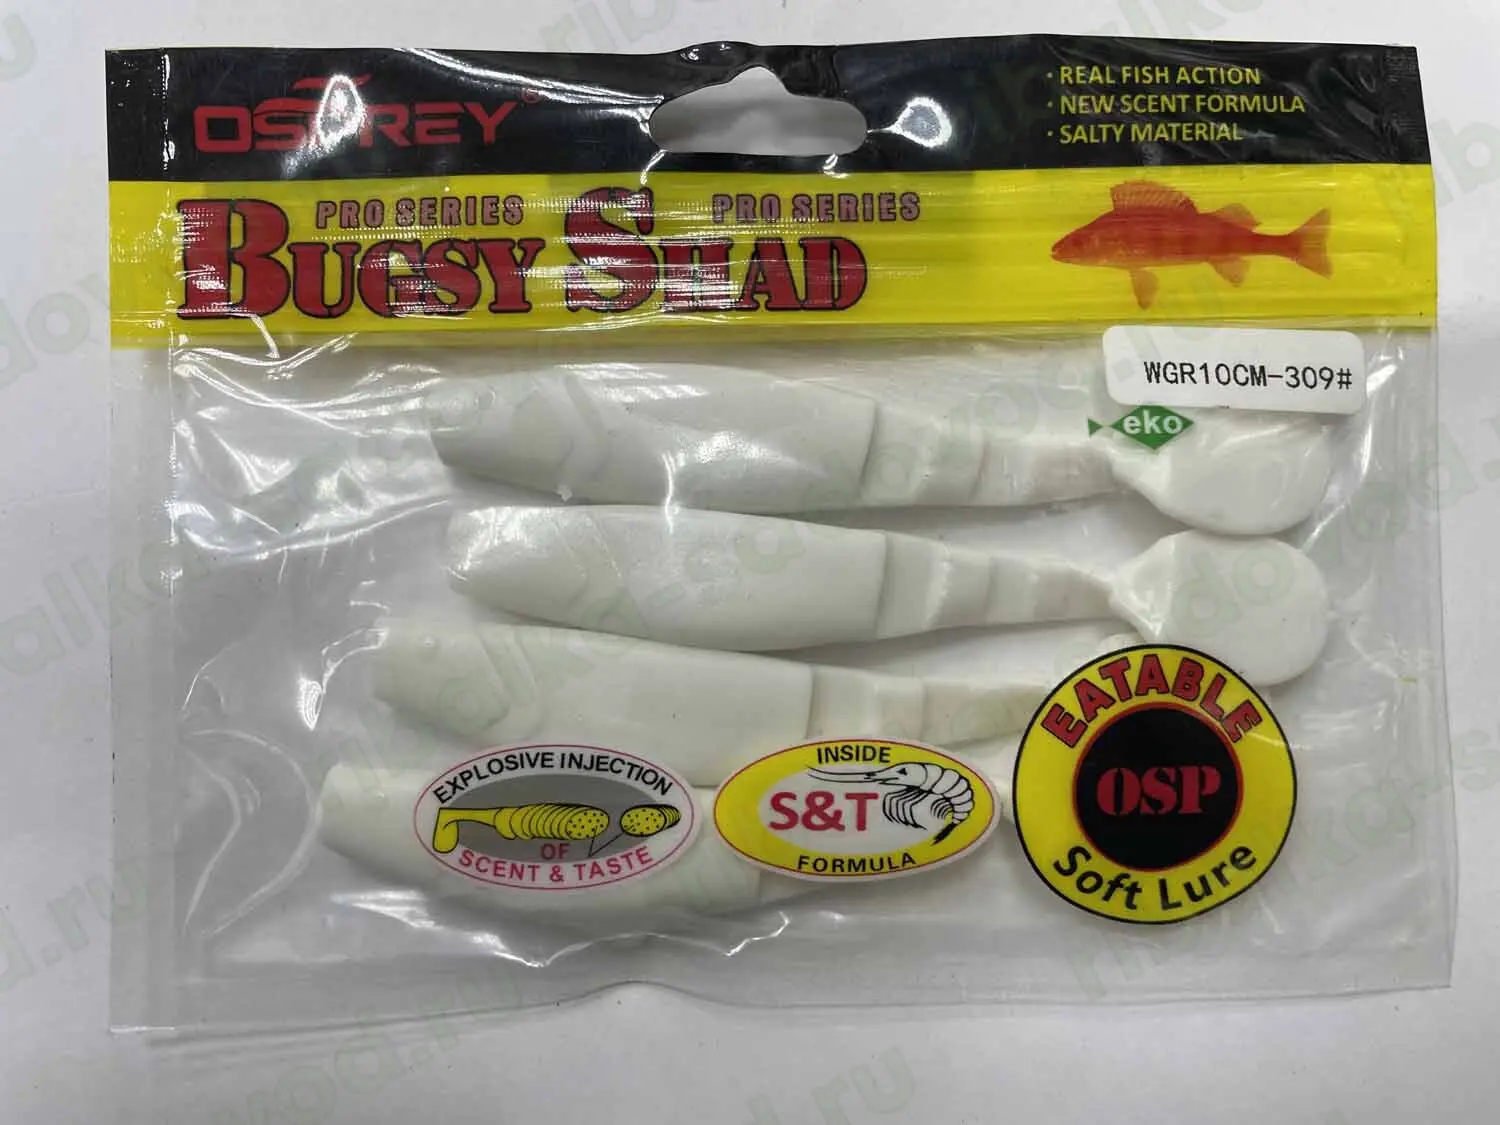 OSPREY®
· REAL FISH ACTION
· NEW SCENT FORMULA
· SALTY MATERIAL
PRO SERIES PRO SERIES
BUGSY SHAD
WGR10CM-309#
eko
EXPLOSIVE INJECTION
OF
SCENT & TASTE
INSIDE
S&T
FORMULA
EATABLE
OSP
Soft Lure